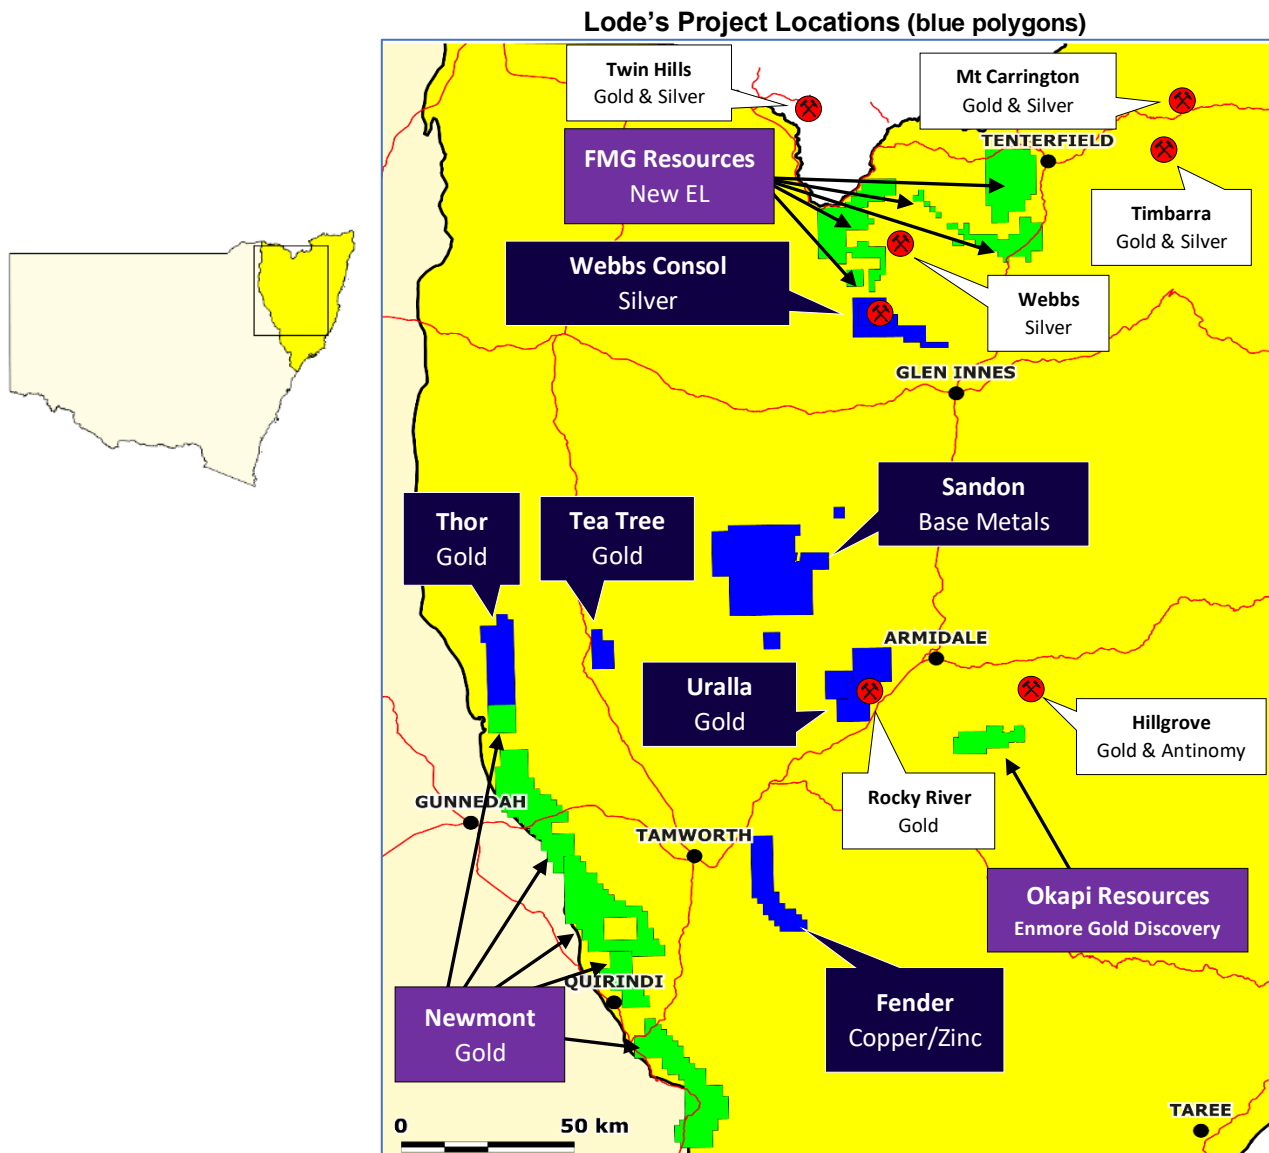 Lode's Project Locations (blue polygons)
Twin Hills
Gold & Silver
Mt Carrington
Gold & Silver
TENTERFIELD
FMG Resources
New EL
Timbarra
Gold & Silver
Webbs Consol
Silver
Webbs
Silver
GLEN INNES
Sandon
Base Metals
Thor
Gold
Tea Tree
Gold
ARMIDALE
Uralla
Gold
Hillgrove
Gold & Antinomy
Rocky River
Gold
GUNNEDAH
TAMWORTH
Okapi Resources
Enmore Gold Discovery
QUIRINDI
Fender
Copper/Zinc
Newmont
Gold
TAREE
0 50 km